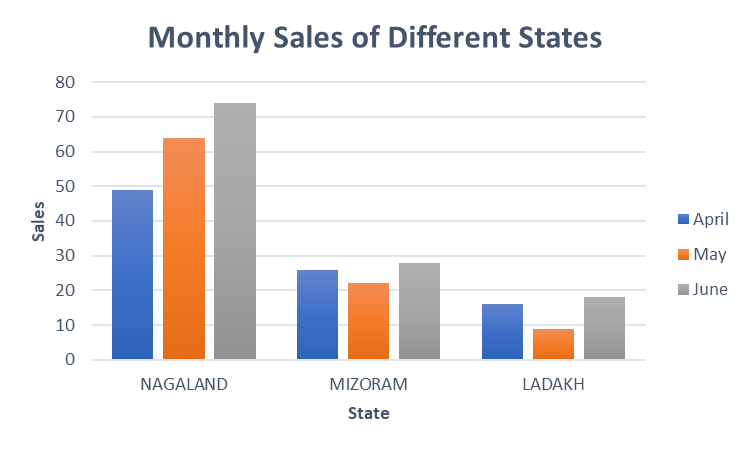 Monthly Sales of Different States
80
70
60
50
40
30
20
10
0
Sales
NAGALAND
MIZORAM
LADAKH
State
April
May
June